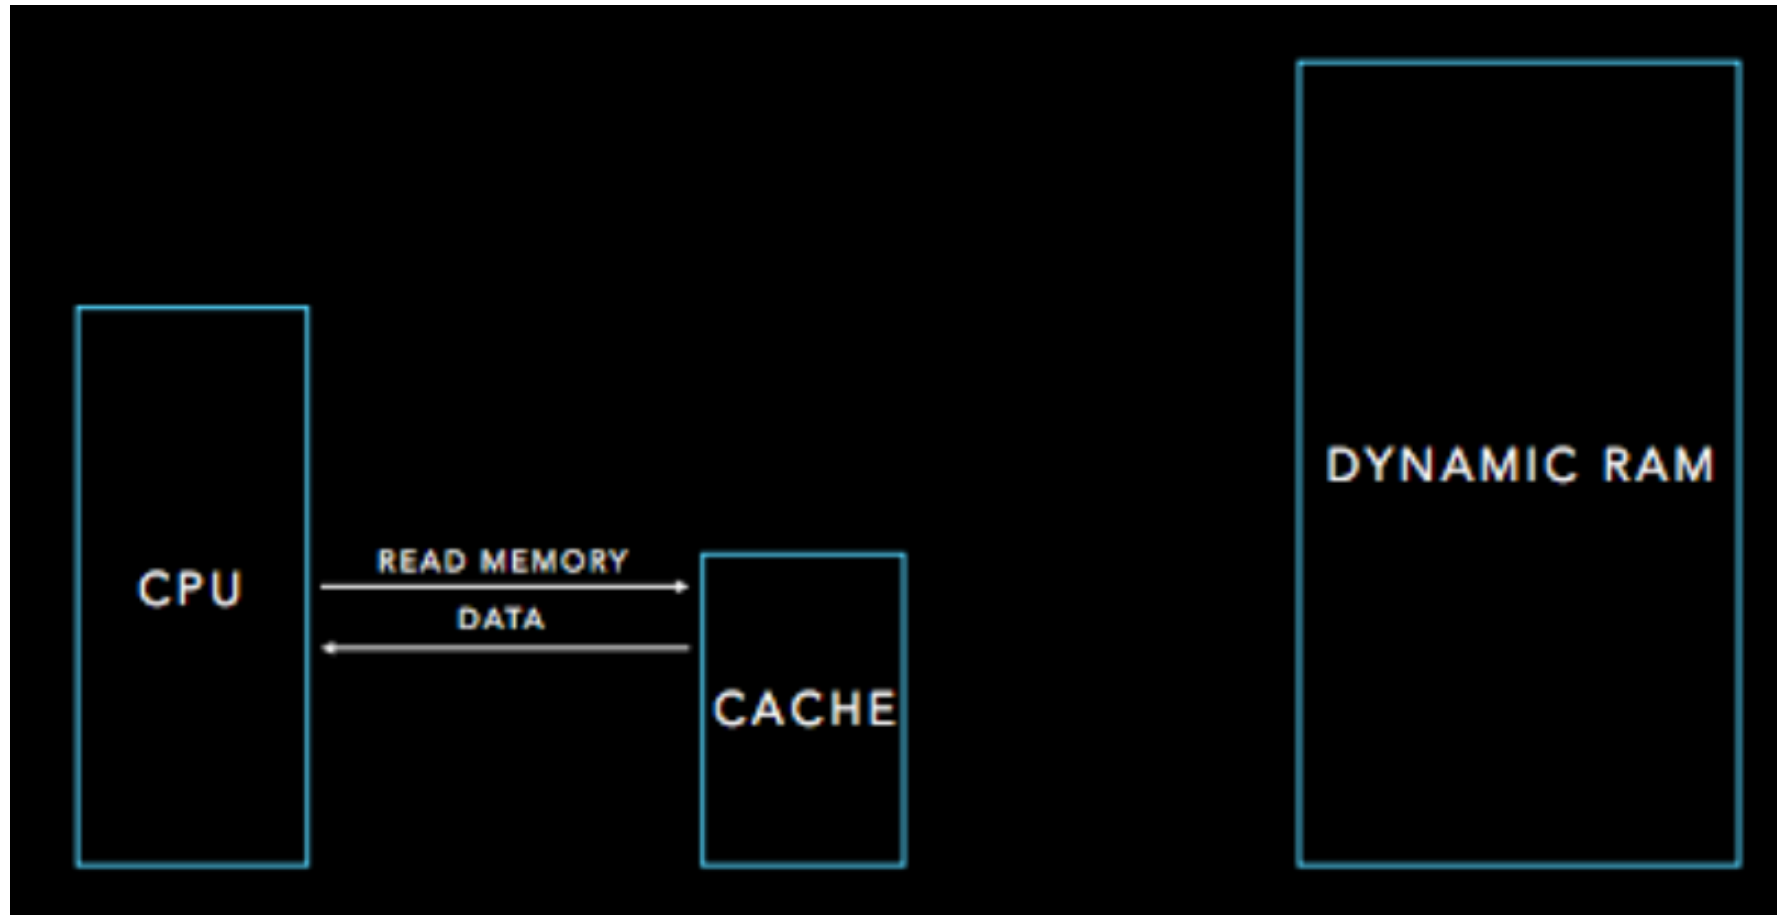 CPU
READ MEMORY
DATA
CACHE
DYNAMIC RAM